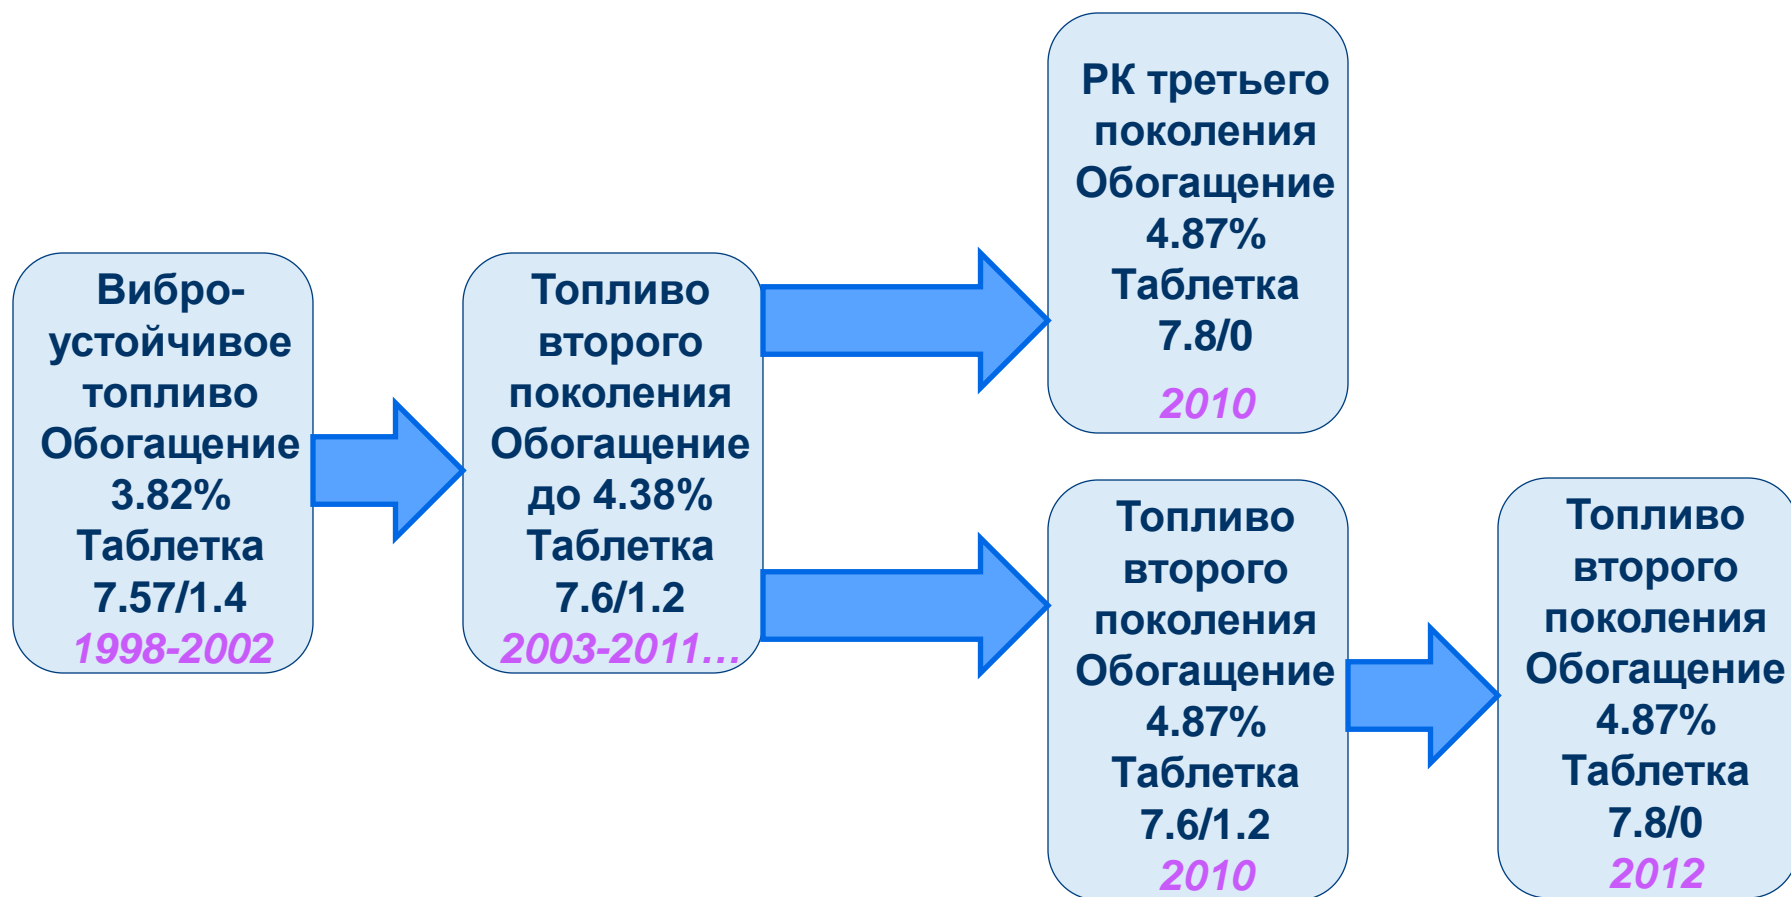 Вибро-
устойчивое
топливо
Обогащение
3.82%
Таблетка
7.57/1.4
1998-2002
Топливо
второго
поколения
Обогащение
до 4.38%
Таблетка
7.6/1.2
2003-2011...
РК третьего
поколения
Обогащение
4.87%
Таблетка
7.8/0
2010
Топливо
второго
поколения
Обогащение
4.87%
Таблетка
7.6/1.2
2010
Топливо
второго
поколения
Обогащение
4.87%
Таблетка
7.8/0
2012